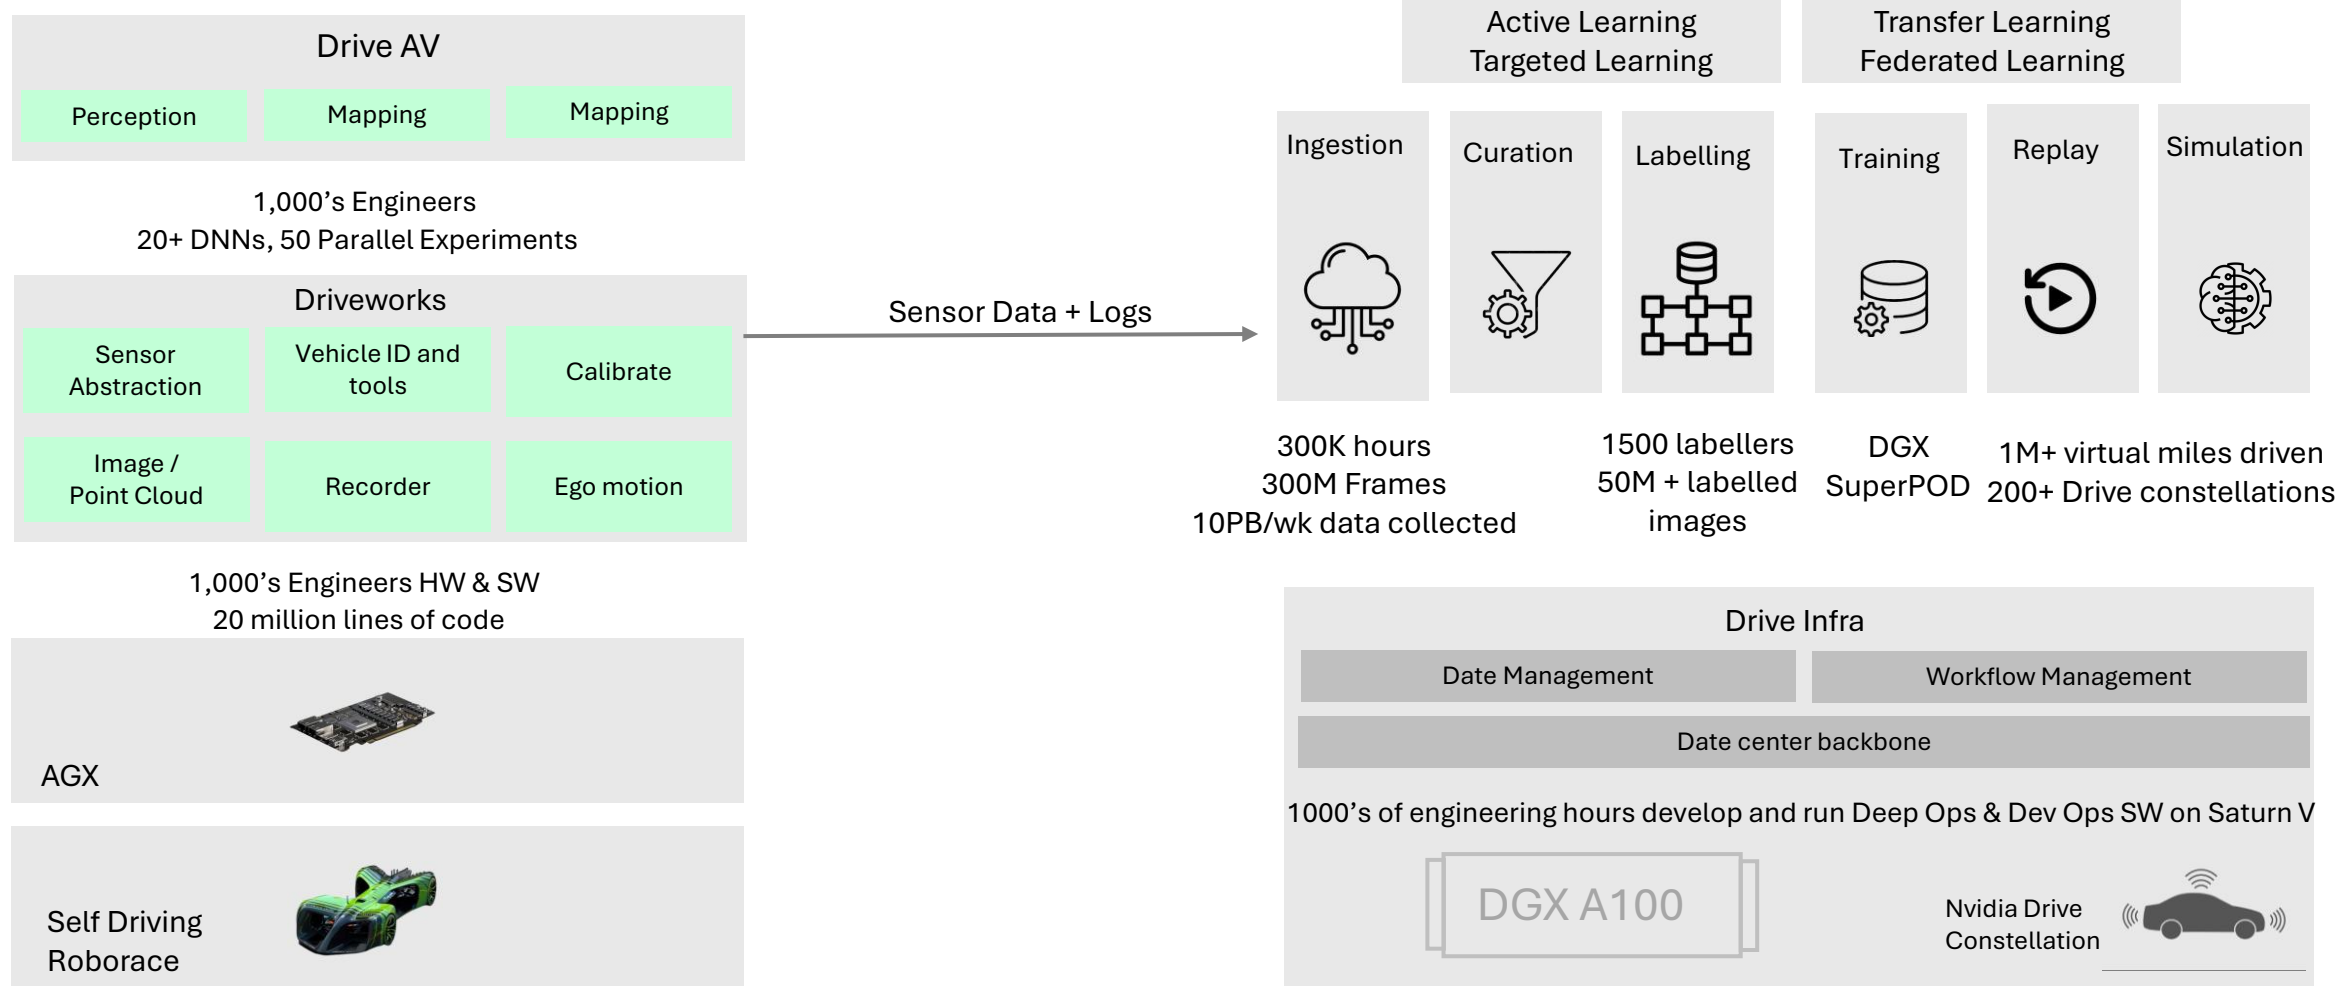 Drive AV
Perception
Mapping
Mapping
1,000's Engineers
20+ DNNs, 50 Parallel Experiments
Driveworks
Sensor
Abstraction
Vehicle ID and
tools
Calibrate
Image /
Point Cloud
Recorder
Ego motion
1,000's Engineers HW & SW
20 million lines of code
AGX
Self Driving
Roborace
Sensor Data + Logs
Active Learning
Targeted Learning
Transfer Learning
Federated Learning
Ingestion
Curation
Labelling
Training
Replay
Simulation
300K hours
300M Frames
10PB/wk data collected
1500 labellers
50M + labelled
images
DGX
SuperPOD
1M+ virtual miles driven
200+ Drive constellations
Drive Infra
Date Management
Workflow Management
Date center backbone
1000's of engineering hours develop and run Deep Ops & Dev Ops SW on Saturn V
DGX A100
Nvidia Drive
Constellation